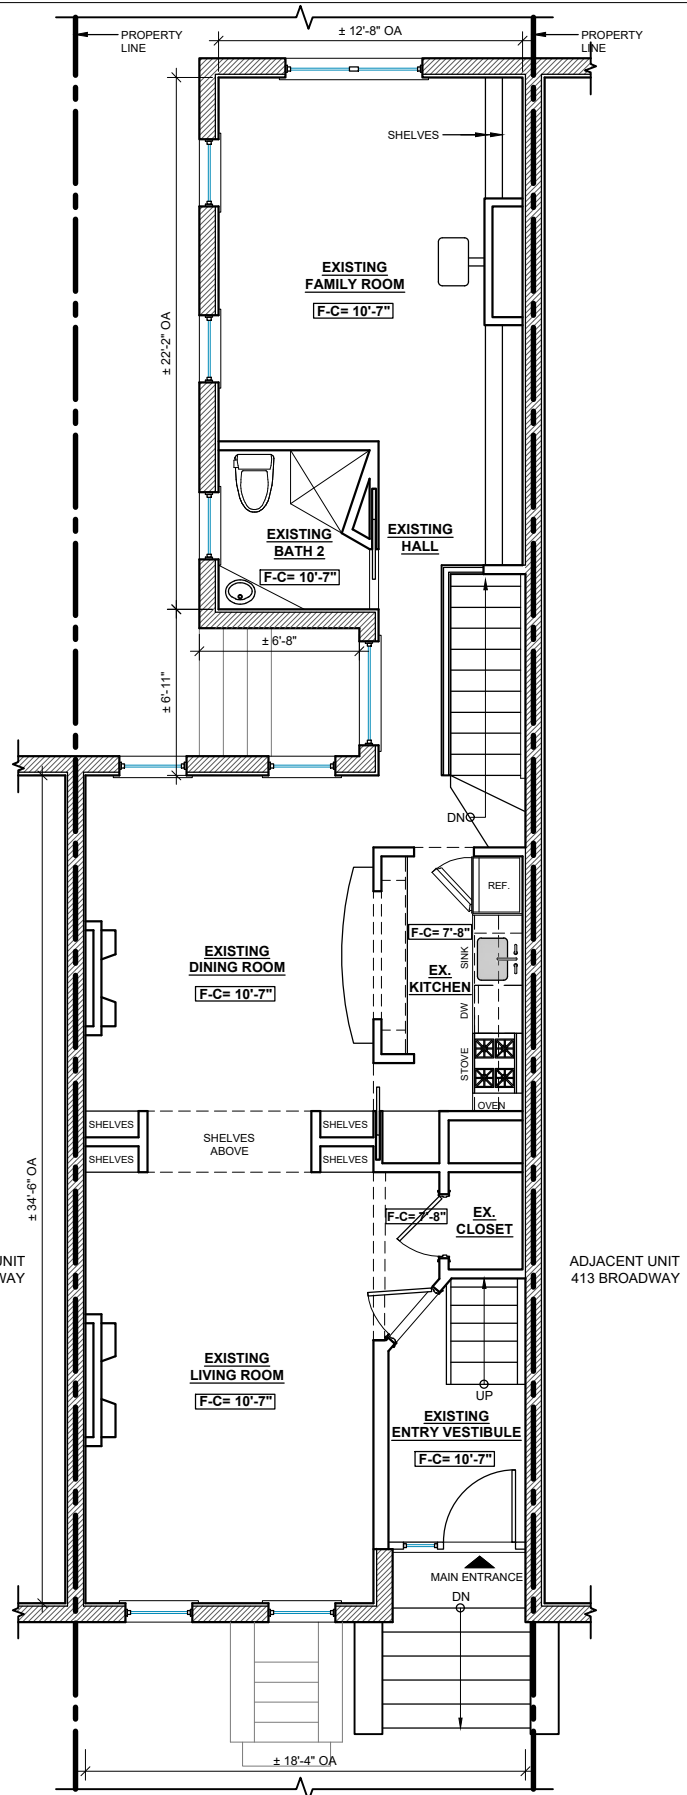 ± 12'-8" OA
PROPERTY
LINE
PROPERTY
LINE
SHELVES
EXISTING
FAMILY ROOM
F-C= 10'-7"
± 22'-2" OA
EXISTING
HALL
EXISTING
BATH 2
F-C= 10'-7"
± 6'-8"
± 6'-11"
DN
REF.
F-C= 7'-8"
SINK
EX.
KITCHEN
DW
EXISTING
DINING ROOM
F-C= 10'-7"
STOVE
OVEN
SHELVES
SHELVES
SHELVES
ABOVE
SHELVES
SHELVES
± 34'-6" OA
F-C= 7'-8"
EX.
CLOSET
UNIT
WAY
ADJACENT UNIT
413 BROADWAY
EXISTING
LIVING ROOM
F-C= 10'-7"
UP
EXISTING
ENTRY VESTIBULE
F-C= 10'-7"
MAIN ENTRANCE
DN
± 18'-4" OA